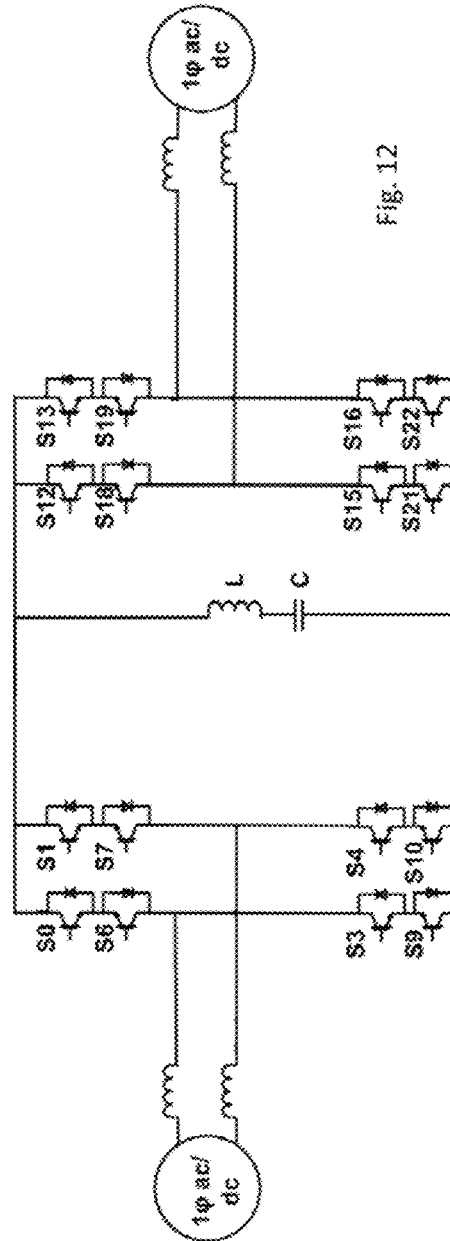 1φ ac/
dc
S0
S1
S6
S7
S3
S4
S9
S10
L
C
S12
S13
S18
S19
S15
S16
S21
S22
1φ ac/
dc
Fig. 12